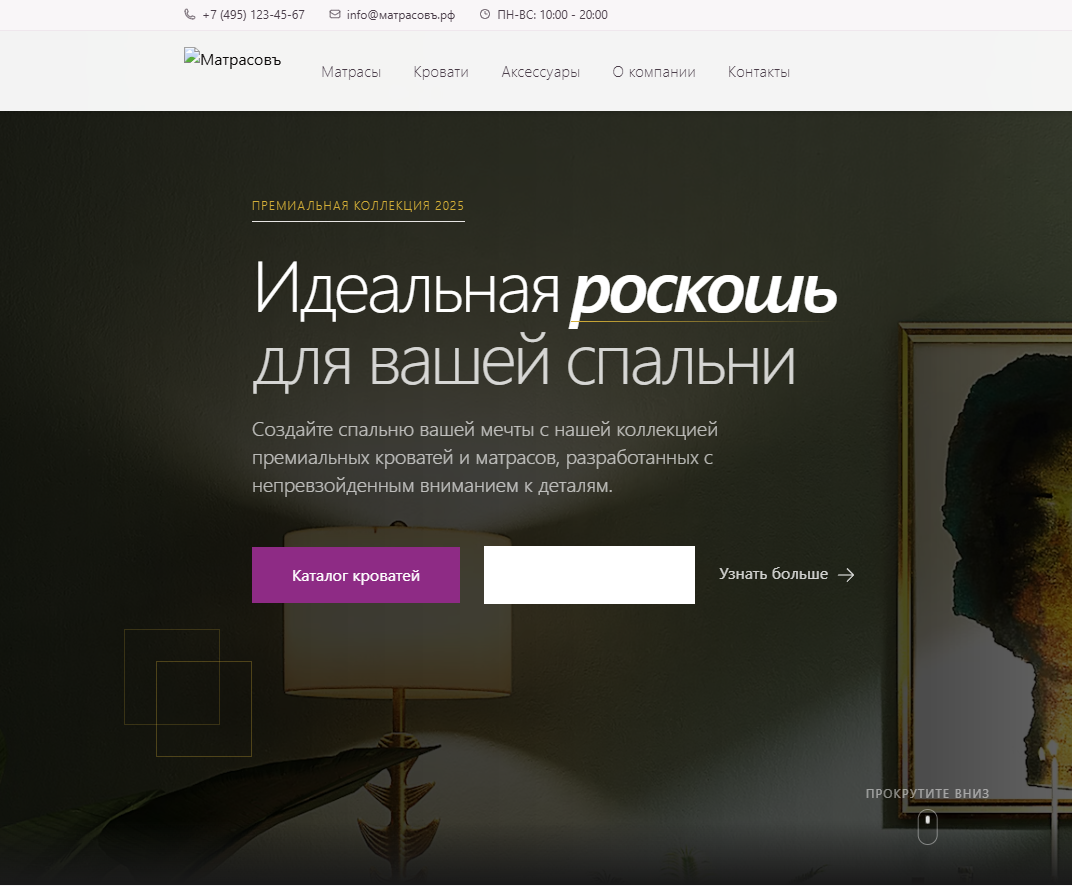 +7 (495) 123-45-67 info@матрасовъ.рф ПН-ВС: 10:00 - 20:00
Матрасовъ Матрасы Кровати Аксессуары О компании Контакты
ПРЕМИАЛЬНАЯ КОЛЛЕКЦИЯ 2025
Идеальная роскошь
для вашей спальни
Создайте спальню вашей мечты с нашей коллекцией
премиальных кроватей и матрасов, разработанных с
непревзойденным вниманием к деталям.
Каталог кроватей Узнать больше
ПРОКРУТИТЕ ВНИЗ